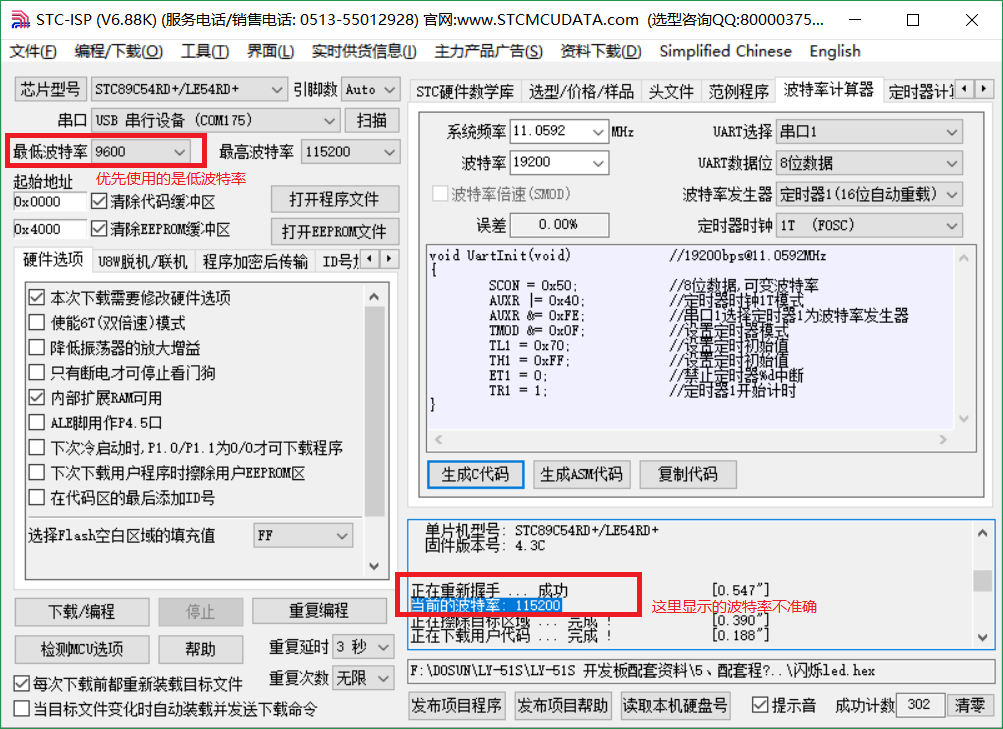 STC-ISP (V6.88K) (服务电话/销售电话: 0513-55012928) 官网:www.STCMCUDATA.com (选型咨询QQ:80000375...
文件(F) 编程/下载(O) 工具(T) 界面(L) 实时供货信息(I) 主力产品广告(S) 资料下载(D) Simplified Chinese English
芯片型号 STC89C54RD+/LE54RD+ 引脚数 Auto
串口 USB 串行设备 (COM175) 扫描
最低波特率 9600 最高波特率 115200
起始地址 优先使用的是低波特率
0x0000 清除代码缓冲区 打开程序文件
0x4000 清除EEPROM缓冲区 打开EEPROM文件
硬件选项 U8W脱机/联机 程序加密后传输 ID号
本次下载需要修改硬件选项
使能6T(双倍速)模式
降低振荡器的放大增益
只有断电才可停止看门狗
内部扩展RAM可用
ALE脚用作P4.5口
下次冷启动时,P1.0/P1.1为0/0才可下载程序
下次下载用户程序时擦除用户EEPROM区
在代码区的最后添加ID号
选择Flash空白区域的填充值 FF
下载/编程 停止 重复编程
检测MCU选项 帮助 重复延时 3 秒
重复次数 无限
每次下载前都重新装载目标文件
当目标文件变化时自动装载并发送下载命令
STC硬件数学库 选型/价格/样品 头文件 范例程序 波特率计算器 定时器计
系统频率 11.0592 MHz UART选择 串口1
波特率 19200 UART数据位 8位数据
波特率倍速(SMOD) 波特率发生器 定时器1(16位自动重载)
误差 0.00% 定时器时钟 1T (FOSC)
void UartInit(void) //19200bps@11.0592MHz
{
SCON = 0x50; //8位数据,可变波特率
AUXR |= 0x40; //定时器时钟1T模式
AUXR &= 0xFE; //串口1选择定时器1为波特率发生器
TMOD &= 0x0F; //设置定时器模式
TL1 = 0x70; //设置定时初始值
TH1 = 0xFF; //设置定时初始值
ET1 = 0; //禁止定时器%d中断
TR1 = 1; //定时器1开始计时
}
生成C代码 生成ASM代码 复制代码
单片机型号: STC89C54RD+/LE54RD+
固件版本号: 4.3C
正在重新握手 ... 成功 [0.547"]
当前的波特率: 115200
这里显示的波特率不准确
正在擦除目标区域 ... 完成 ! [0.390"]
正在下载用户代码 ... 完成 ! [0.188"]
F:\DOSUN\LY-51S\LY-51S 开发板配套资料\5、配套程?..\闪烁led.hex
发布项目程序 发布项目帮助 读取本机硬盘号 提示音 成功计数 302 清零